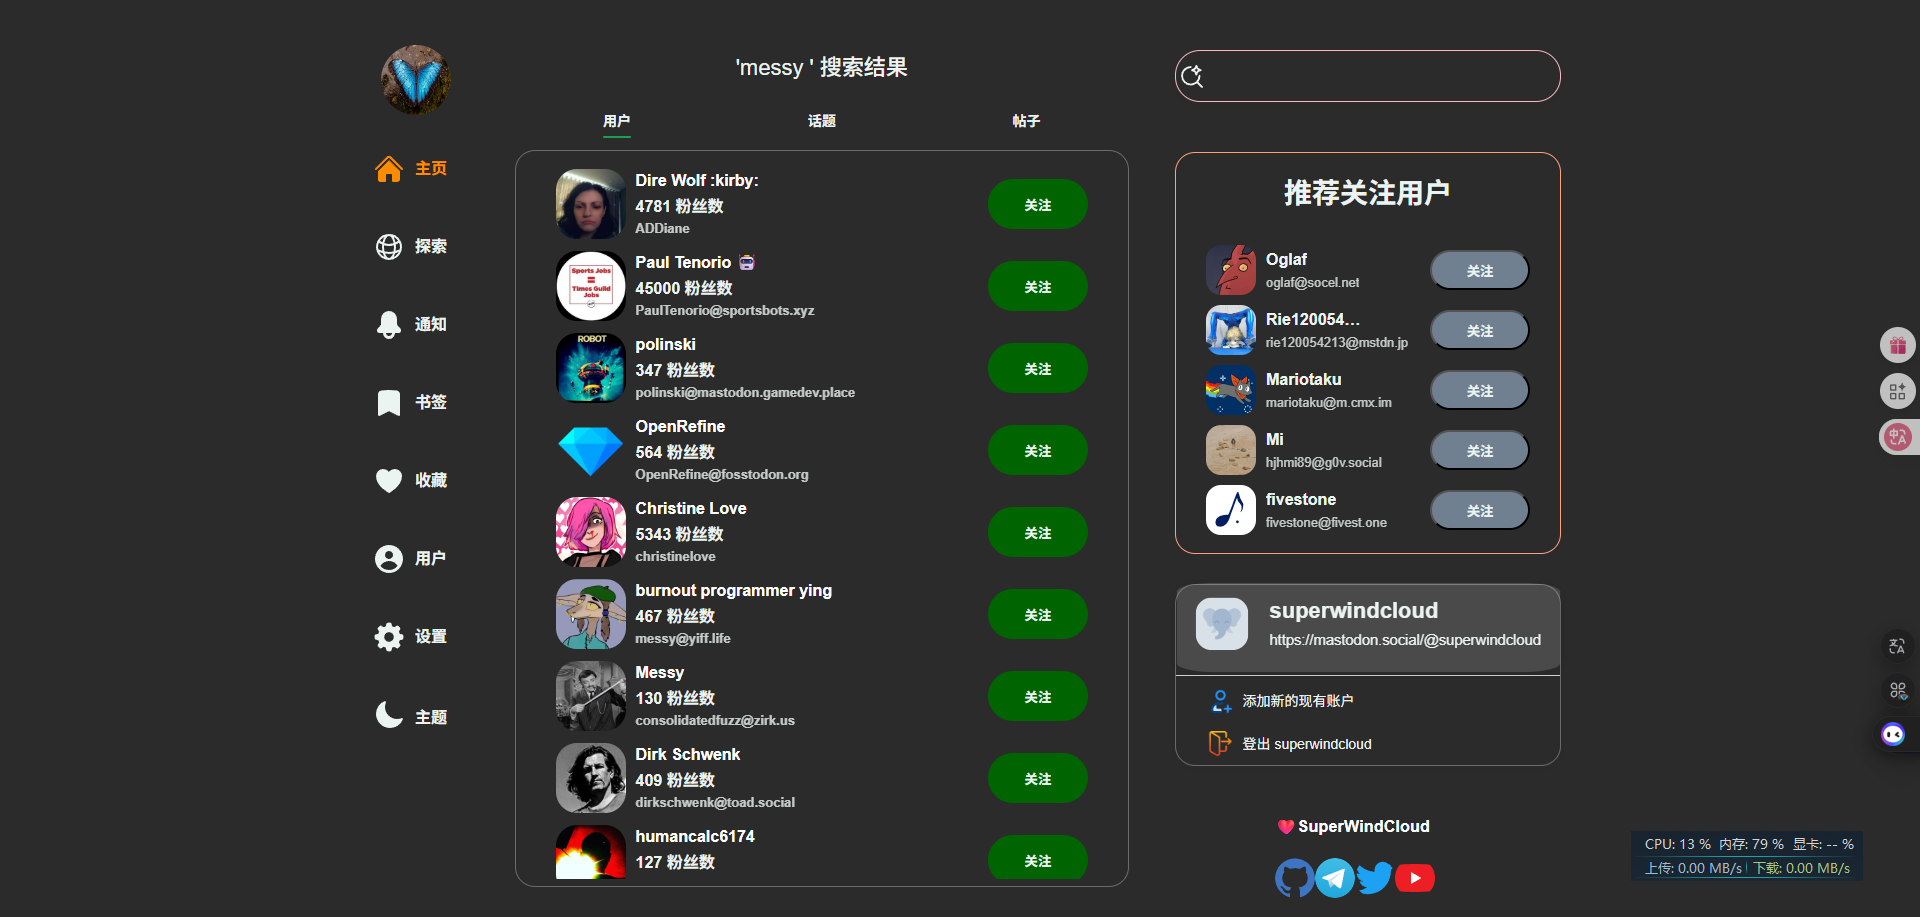 主页
探索
通知
书签
收藏
用户
设置
主题
'messy ' 搜索结果
用户
话题
帖子
Dire Wolf :kirby:
4781 粉丝数
ADDiane
关注
Sports Jobs
Times Guild
Jobs
Paul Tenorio
45000 粉丝数
PaulTenorio@sportsbots.xyz
关注
ROBOT
polinski
347 粉丝数
polinski@mastodon.gamedev.place
关注
OpenRefine
564 粉丝数
OpenRefine@fosstodon.org
关注
Christine Love
5343 粉丝数
christinelove
关注
burnout programmer ying
467 粉丝数
messy@yiff.life
关注
Messy
130 粉丝数
consolidatedfuzz@zirk.us
关注
Dirk Schwenk
409 粉丝数
dirkschwenk@toad.social
关注
humancalc6174
127 粉丝数
关注
推荐关注用户
Oglaf
oglaf@socel.net
关注
Rie120054...
rie120054213@mstdn.jp
关注
Mariotaku
mariotaku@m.cmx.im
关注
Mi
hjhmi89@g0v.social
关注
fivestone
fivestone@fivest.one
关注
superwindcloud
https://mastodon.social/@superwindcloud
添加新的现有账户
登出 superwindcloud
SuperWindCloud
CPU: 13 % 内存: 79 % 显卡: -- %
上传: 0.00 MB/s 下载: 0.00 MB/s